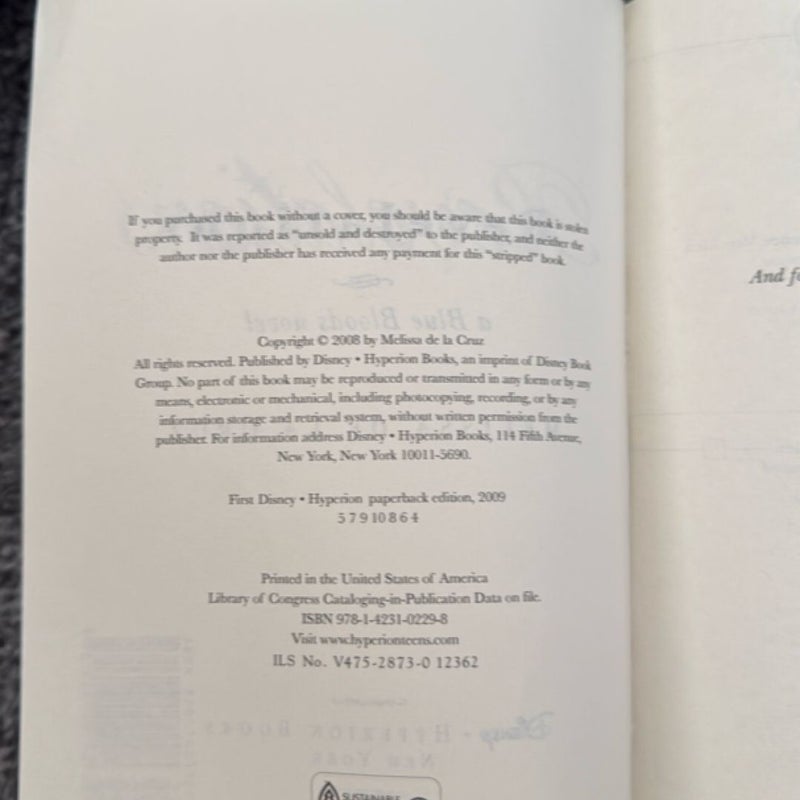 If you purchased this book without a cover, you should be aware that this book is stolen
property. It was reported as "unsold and destroyed" to the publisher, and neither the
author nor the publisher has received any payment for this "stripped" book.
Copyright © 2008 by Melissa de la Cruz
All rights reserved. Published by Disney • Hyperion Books, an imprint of Disney Book
Group. No part of this book may be reproduced or transmitted in any form or by any
means, electronic or mechanical, including photocopying, recording, or by any
information storage and retrieval system, without written permission from the
publisher. For information address Disney • Hyperion Books, 114 Fifth Avenue,
New York, New York 10011-5690.
First Disney • Hyperion paperback edition, 2009
5 7 9 10 8 6 4
Printed in the United States of America
Library of Congress Cataloging-in-Publication Data on file.
ISBN 978-1-4231-0229-8
Visit www.hyperionteens.com
ILS No. V475-2873-0 12362
SUSTAINABLE
And